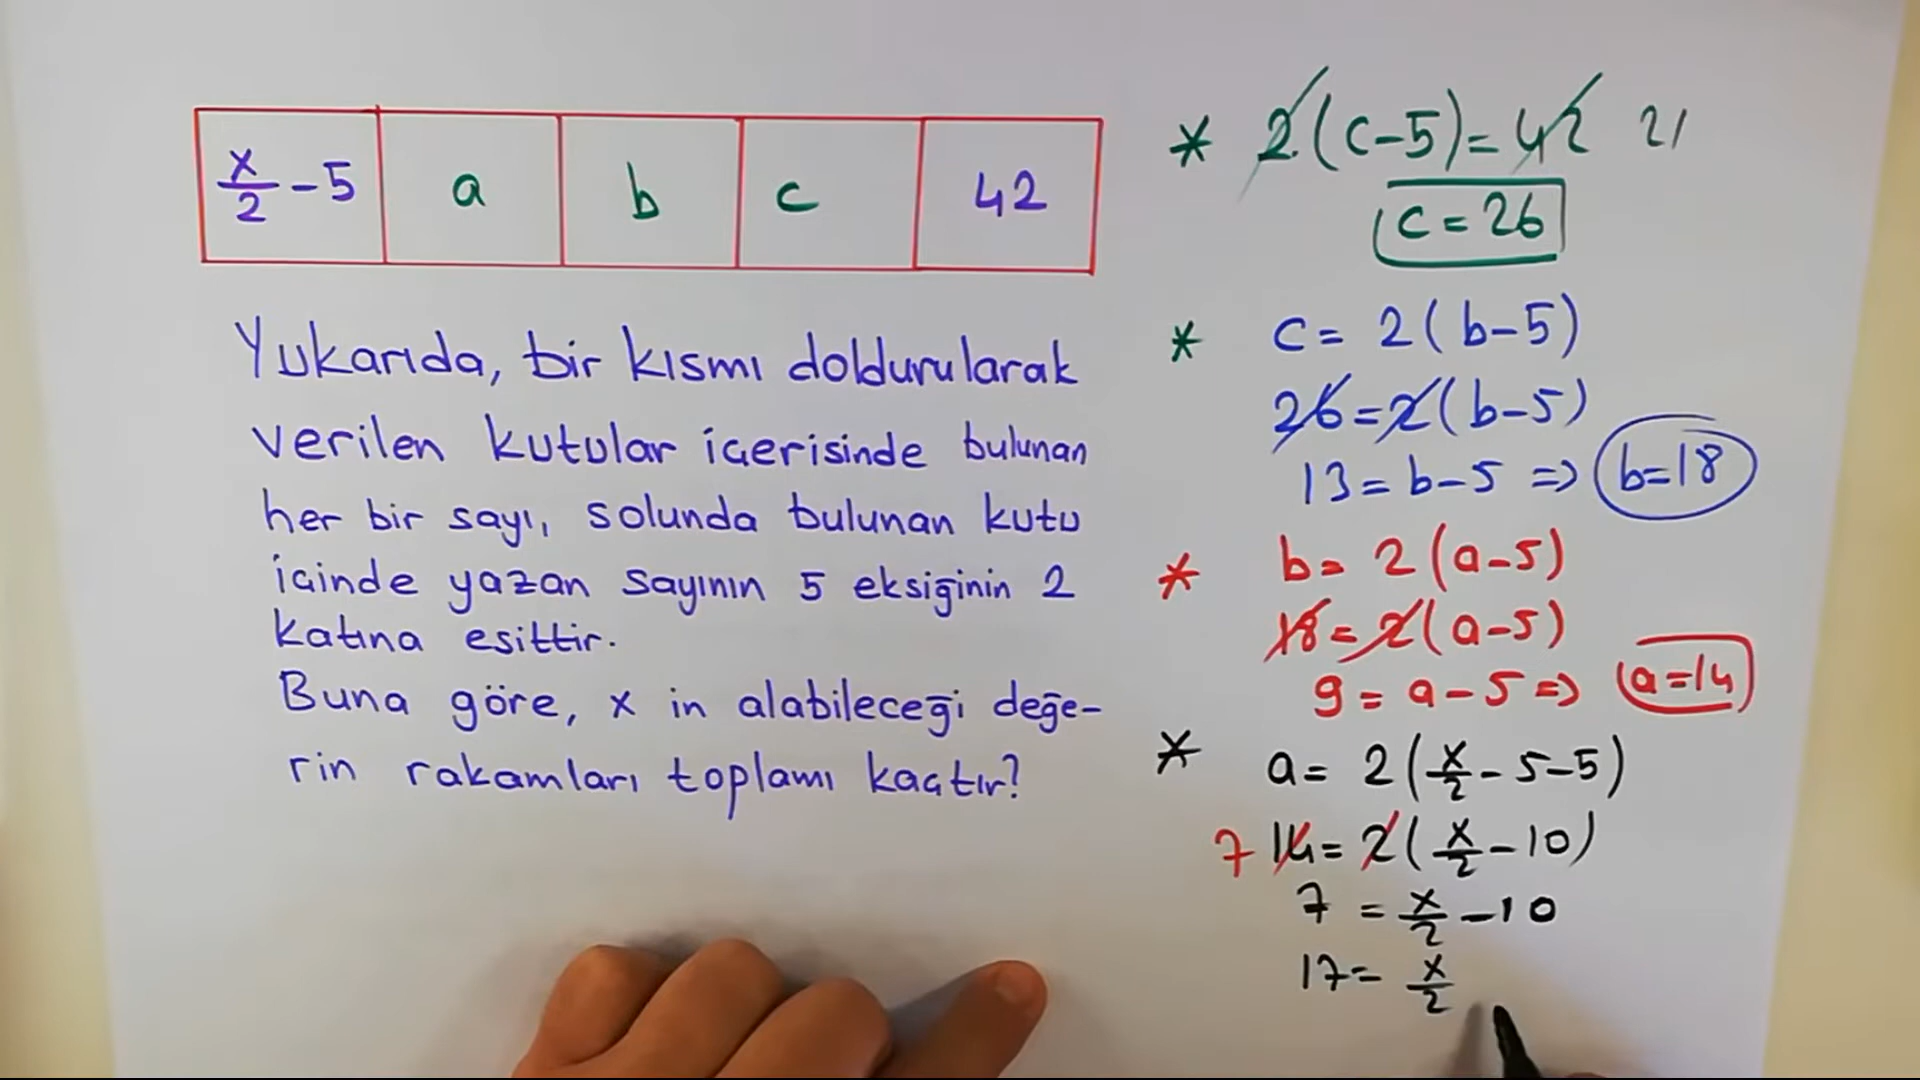 x/2 - 5 a b c 42
Yukarıda, bir kısmı doldurularak
verilen kutular içerisinde bulunan
her bir sayı, solunda bulunan kutu
içinde yazan sayının 5 eksiğinin 2
katına eşittir.
Buna göre, x in alabileceği değe-
rin rakamları toplamı kaçtır?
* 2(c-5)=42 21
c=26
* c= 2(b-5)
26=2(b-5)
13=b-5 => b=18
* b= 2(a-5)
18=2(a-5)
9=a-5=> a=14
* a= 2(x/2-5-5)
7 14=2(x/2-10)
7 = x/2-10
17= x/2